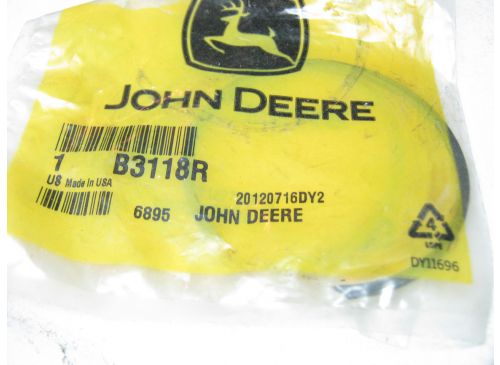 JOHN DEERE
1 B3118R
US Made In USA
20120716DY2
6895 JOHN DEERE
4
LDPE
DY11696